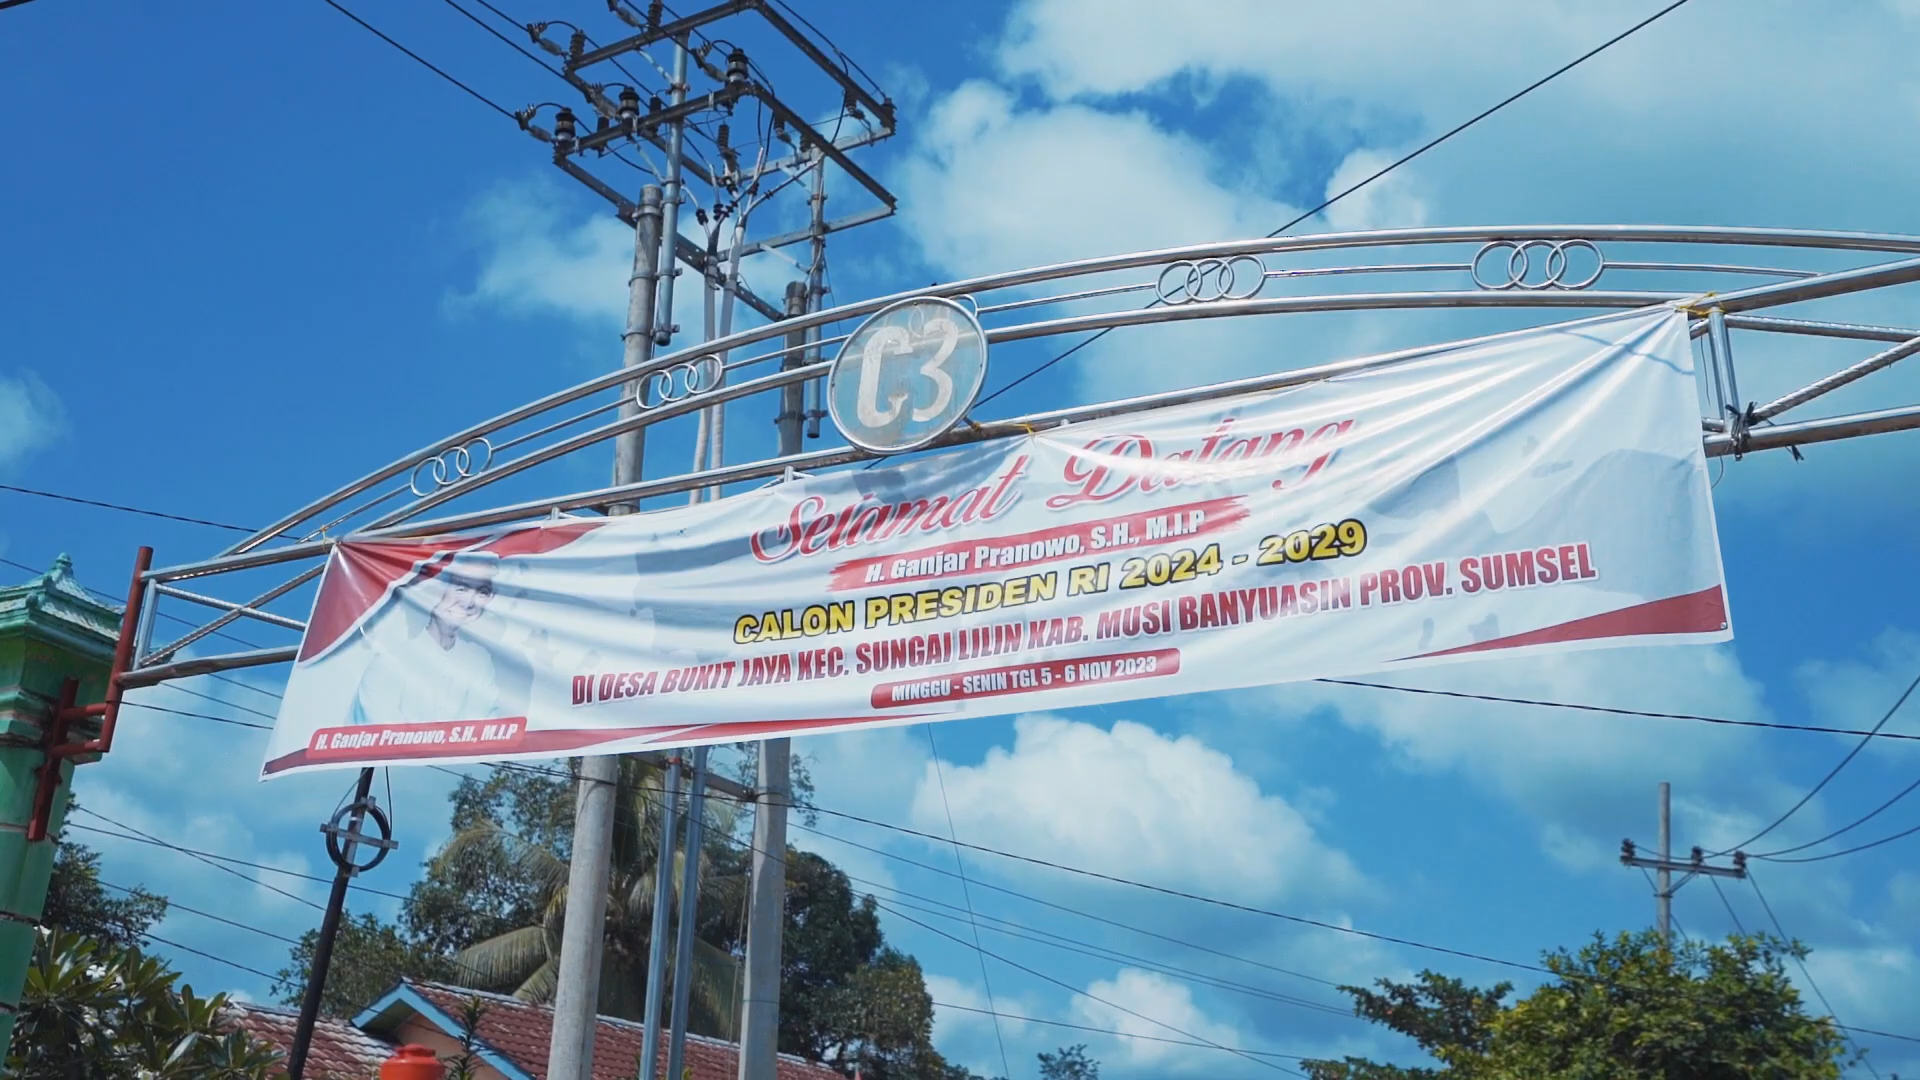 C3
Selamat Datang
H. Ganjar Pranowo, S.H., M.I.P
CALON PRESIDEN RI 2024 - 2029
DI DESA BUKIT JAYA KEC. SUNGAI LILIN KAB. MUSI BANYUASIN PROV. SUMSEL
MINGGU - SENIN TGL 5 - 6 NOV 2023
H. Ganjar Pranowo, S.H., M.I.P